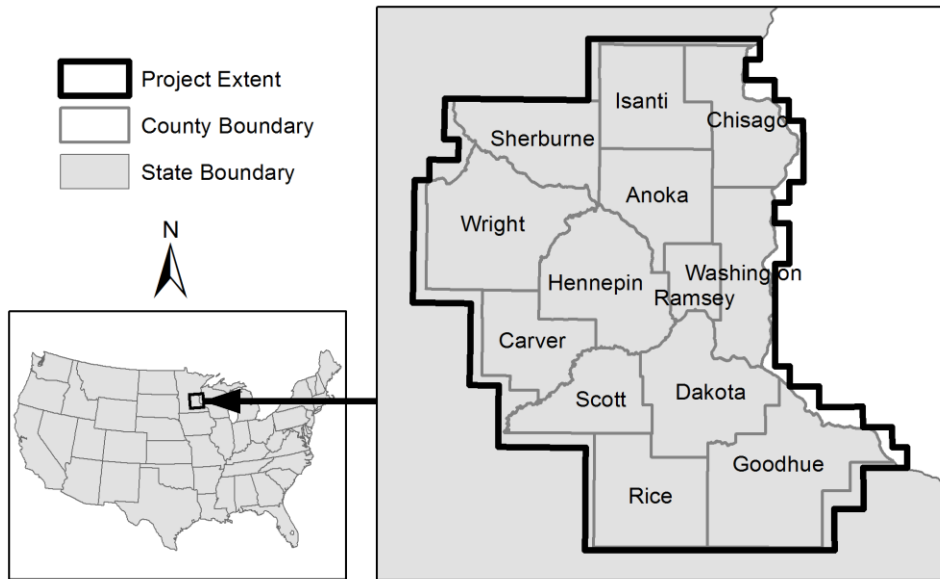 Project Extent
County Boundary
State Boundary
N
Isanti
Chisago
Sherburne
Anoka
Wright
Hennepin
Washington
Ramsey
Carver
Scott
Dakota
Goodhue
Rice